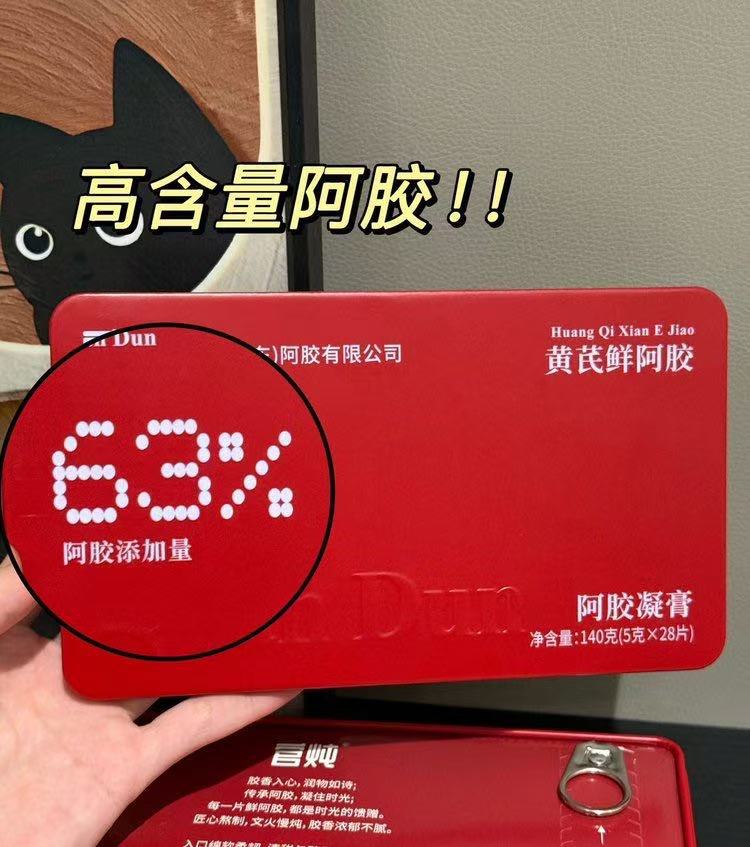 高含量阿胶!!
Dun
)阿胶有限公司
Huang Qi Xian E Jiao
黄芪鲜阿胶
63%
阿胶添加量
n Dun
阿胶凝膏
净含量:140克(5克×28片)
胶香入心,润物如诗;
传承阿胶,凝住时光;
每一片鲜阿胶,都是时光的馈赠。
匠心熬制,文火慢炖,胶香浓郁不腻。